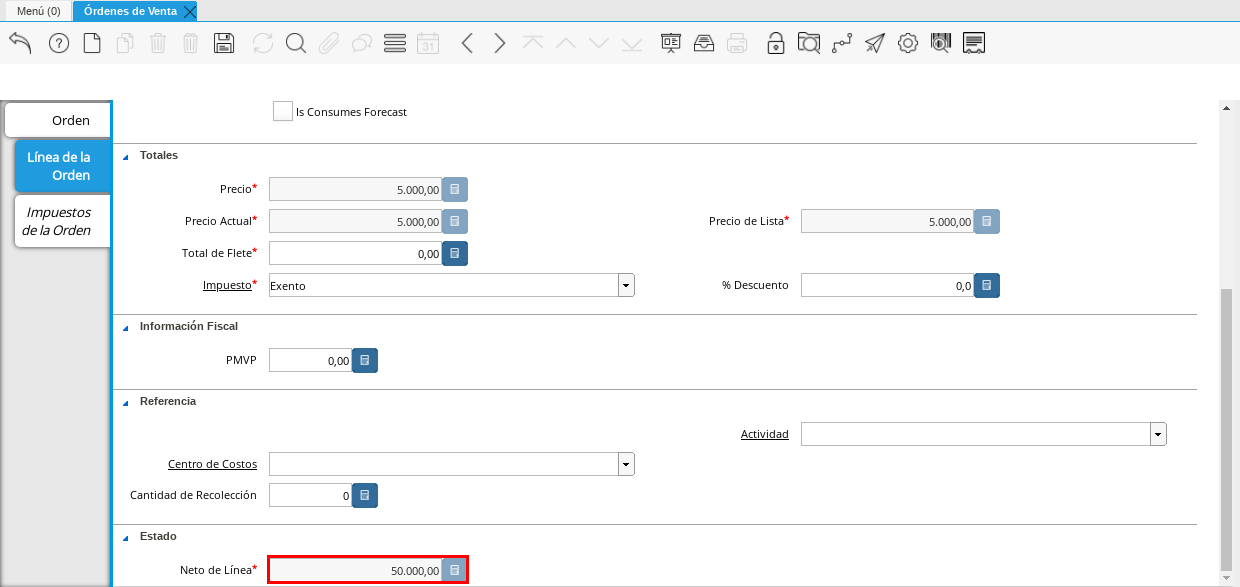 Menú (0) Órdenes de Venta
31
Orden
Línea de la
Orden
Impuestos
de la Orden
Is Consumes Forecast
Totales
Precio* 5.000,00
Precio Actual* 5.000,00 Precio de Lista* 5.000,00
Total de Flete* 0,00
Impuesto* Exento % Descuento 0,0
Información Fiscal
PMVP 0,00
Referencia
Actividad
Centro de Costos
Cantidad de Recolección 0
Estado
Neto de Línea* 50.000,00